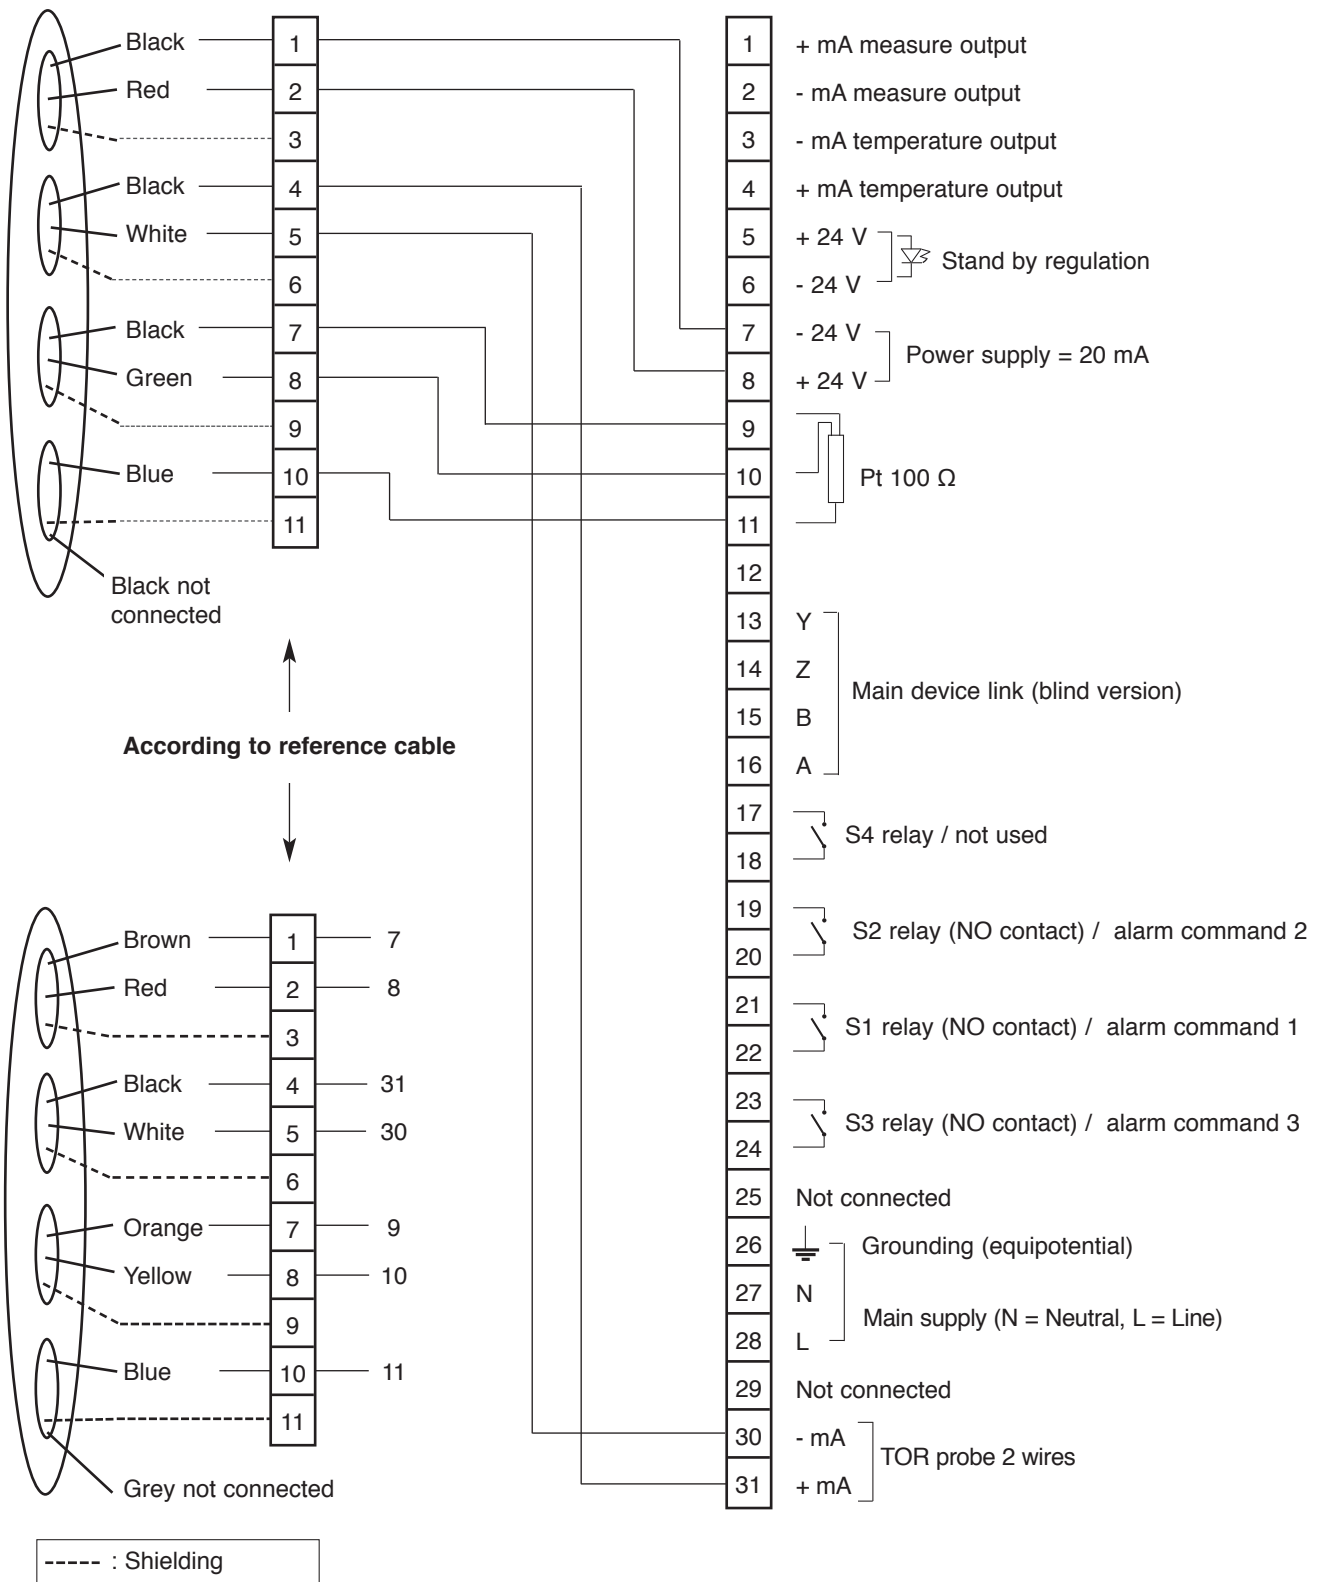 Black
1
Red
2
3
Black
4
White
5
6
Black
7
Green
8
9
Blue
10
11
Black not
connected
According to reference cable
Brown
1
7
Red
2
8
3
Black
4
31
White
5
30
6
Orange
7
9
Yellow
8
10
9
Blue
10
11
11
Grey not connected
: Shielding
1
+ mA measure output
2
- mA measure output
3
- mA temperature output
4
+ mA temperature output
5
+ 24 V
Stand by regulation
6
- 24 V
7
- 24 V
Power supply = 20 mA
8
+ 24 V
9
10
Pt 100 Ω
11
12
13
Y
14
Z
Main device link (blind version)
15
B
16
A
17
S4 relay / not used
18
19
S2 relay (NO contact) / alarm command 2
20
21
S1 relay (NO contact) / alarm command 1
22
23
S3 relay (NO contact) / alarm command 3
24
25
Not connected
26
Grounding (equipotential)
27
N
Main supply (N = Neutral, L = Line)
28
L
29
Not connected
30
- mA
TOR probe 2 wires
31
+ mA